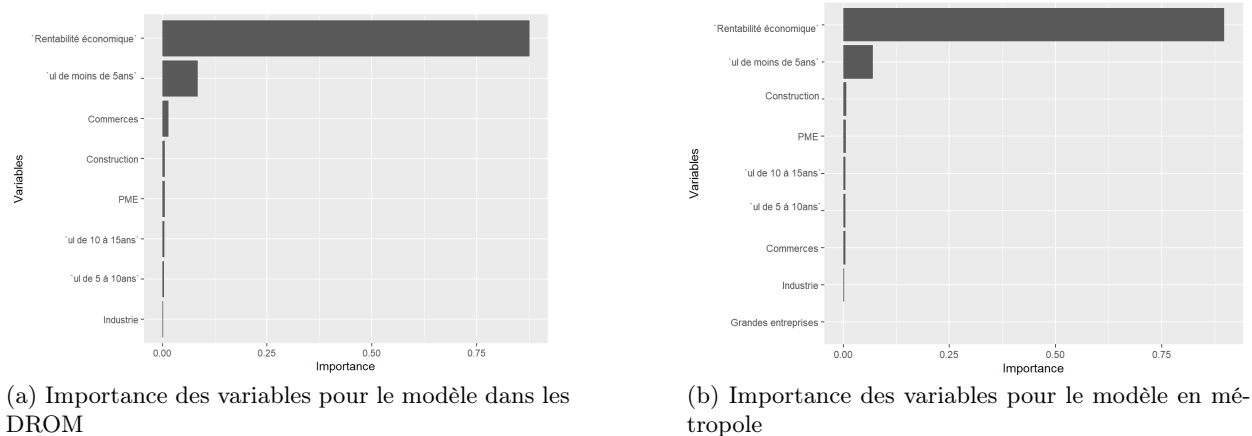 Variables
`Rentabilité économique`
`ul de moins de 5ans`
Commerces
Construction
PME
`ul de 10 à 15ans`
`ul de 5 à 10ans`
Industrie
0.00 0.25 0.50 0.75
Importance
(a) Importance des variables pour le modèle dans les
DROM
Variables
`Rentabilité économique`
`ul de moins de 5ans`
Construction
PME
`ul de 10 à 15ans`
`ul de 5 à 10ans`
Commerces
Industrie
Grandes entreprises
0.00 0.25 0.50 0.75
Importance
(b) Importance des variables pour le modèle en mé-
tropole